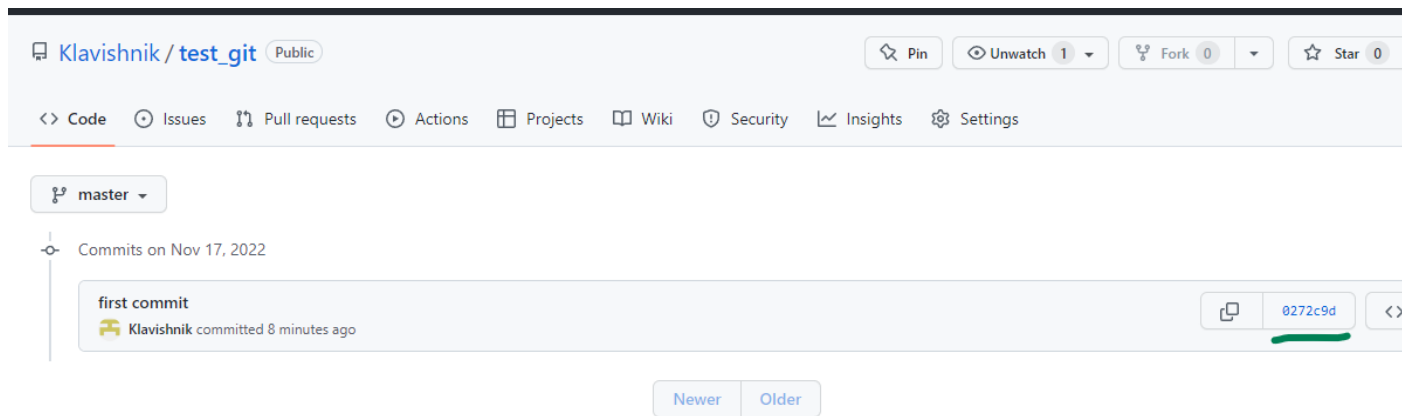 Klavishnik / test_git Public Pin Unwatch 1 Fork 0 Star 0
Code Issues Pull requests Actions Projects Wiki Security Insights Settings
master
Commits on Nov 17, 2022
first commit
Klavishnik committed 8 minutes ago
0272c9d
Newer Older